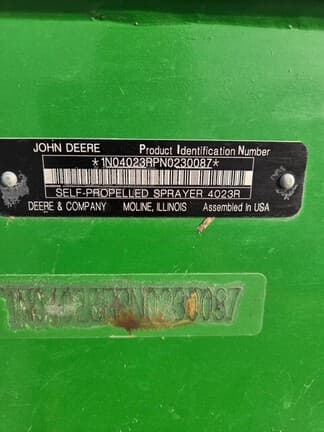 JOHN DEERE Product Identification Number
*1N04023RPN0230087*
SELF-PROPELLED SPRAYER 4023R
DEERE & COMPANY MOLINE, ILLINOIS Assembled in USA